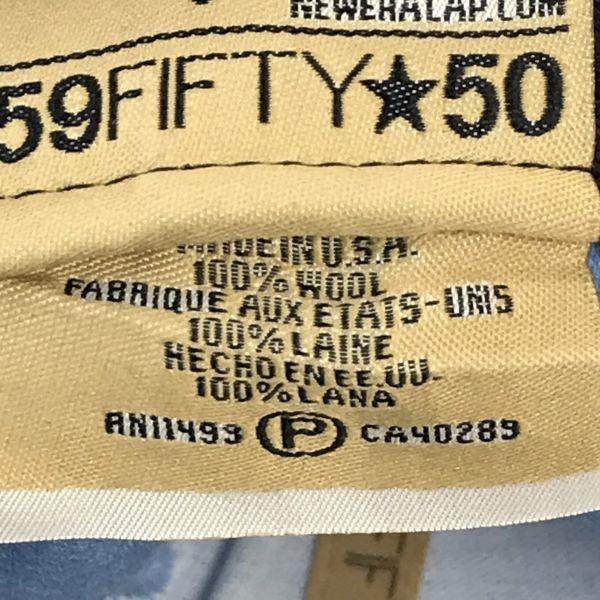 NEWERACAP.COM
59FIFTY★50
MADE IN U.S.A.
100% WOOL
FABRIQUE AUX ETATS-UNIS
100% LAINE
HECHO EN EE.UU.
100% LANA
RN11493 Ⓟ CA40289